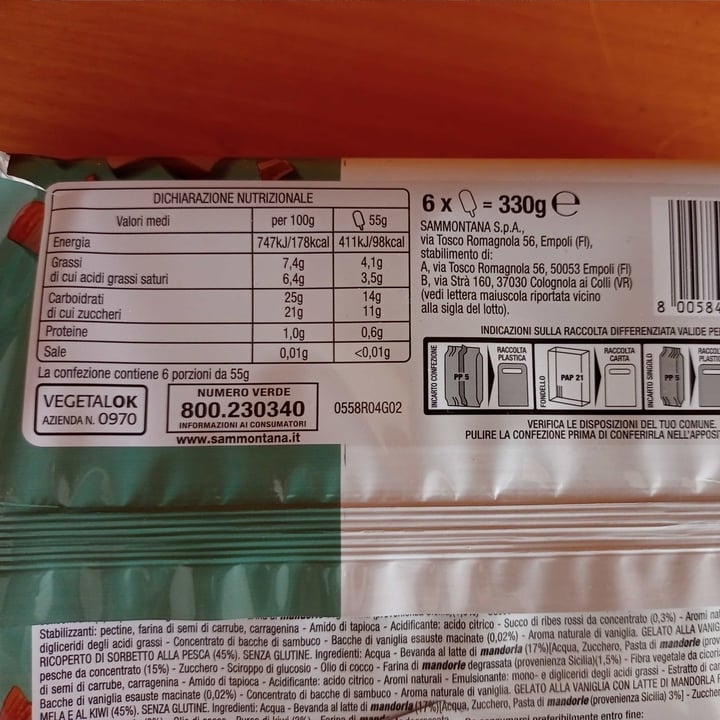 DICHIARAZIONE NUTRIZIONALE
Valori medi per 100g 55g
Energia 747kJ/178kcal 411kJ/98kcal
Grassi 7,4g 4,1g
di cui acidi grassi saturi 6,4g 3,5g
Carboidrati 25g 14g
di cui zuccheri 21g 11g
Proteine 1,0g 0,6g
Sale 0,01g <0,01g
La confezione contiene 6 porzioni da 55g
VEGETALOK
AZIENDA N. 0970
NUMERO VERDE
800.230340
INFORMAZIONI AI CONSUMATORI
www.sammontana.it
0558R04G02
6 x = 330g e
SAMMONTANA S.p.A.,
via Tosco Romagnola 56, Empoli (FI),
stabilimento di:
A, via Tosco Romagnola 56, 50053 Empoli (FI)
B, via Strà 160, 37030 Colognola ai Colli (VR)
(vedi lettera maiuscola riportata vicino
alla sigla del lotto).
8 00584
INDICAZIONI SULLA RACCOLTA DIFFERENZIATA VALIDE PER
INCARTO CONFEZIONE
PP 5
RACCOLTA
PLASTICA
FONDELLO
PAP 21
RACCOLTA
CARTA
INCARTO SINGOLO
PP 5
VERIFICA LE DISPOSIZIONI DEL TUO COMUNE.
PULIRE LA CONFEZIONE PRIMA DI CONFERIRLA NELL'APPOSIT
Stabilizzanti: pectine, farina di semi di carrube, carragenina - Amido di tapioca - Acidificante: acido citrico - Succo di ribes rossi da concentrato (0,3%) - Aromi
digliceridi degli acidi grassi - Concentrato di bacche di sambuco - Bacche di vaniglia esauste macinate (0,02%) - Aroma naturale di vaniglia. GELATO ALLA VANIG
RICOPERTO DI SORBETTO ALLA PESCA (45%). SENZA GLUTINE. Ingredienti: Acqua - Bevanda al latte di mandorla (17%)[Acqua, Zucchero, Pasta di mandorle (prov
pesche da concentrato (15%) - Zucchero - Sciroppo di glucosio - Olio di cocco - Farina di mandorle degrassata (provenienza Sicilia)(1,5%) - Fibra vegetale da cicori
di semi di carrube, carragenina - Amido di tapioca - Acidificante: acido citrico - Aromi naturali - Emulsionante: mono- e digliceridi degli acidi grassi - Estratto di car
Bacche di vaniglia esauste macinate (0,02%) - Concentrato di bacche di sambuco - Aroma naturale di vaniglia. GELATO ALLA VANIGLIA CON LATTE DI MANDORLA R
MELA E AL KIWI (45%). SENZA GLUTINE. Ingredienti: Acqua - Bevanda al latte di mandorla (17%)[Acqua, Zucchero, Pasta di mandorle (provenienza Sicilia) 3%] - Zuccher